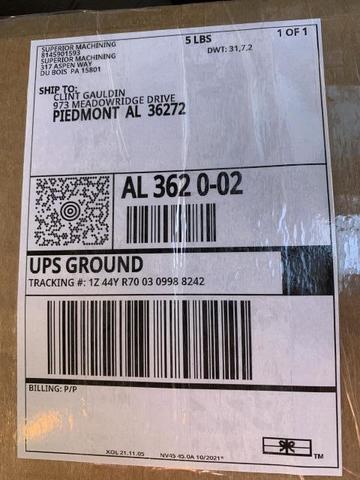 SUPERIOR MACHINING
8145901593
SUPERIOR MACHINING
317 ASPEN WAY
DU BOIS PA 15801
5 LBS
1 OF 1
DWT: 31,7,2
SHIP TO:
CLINT GAULDIN
973 MEADOWRIDGE DRIVE
PIEDMONT AL 36272
AL 362 0-02
UPS GROUND
TRACKING #: 1Z 44Y R70 03 0998 8242
BILLING: P/P
XOL 21.11.05
NV45 45.0A 10/2021*
TM